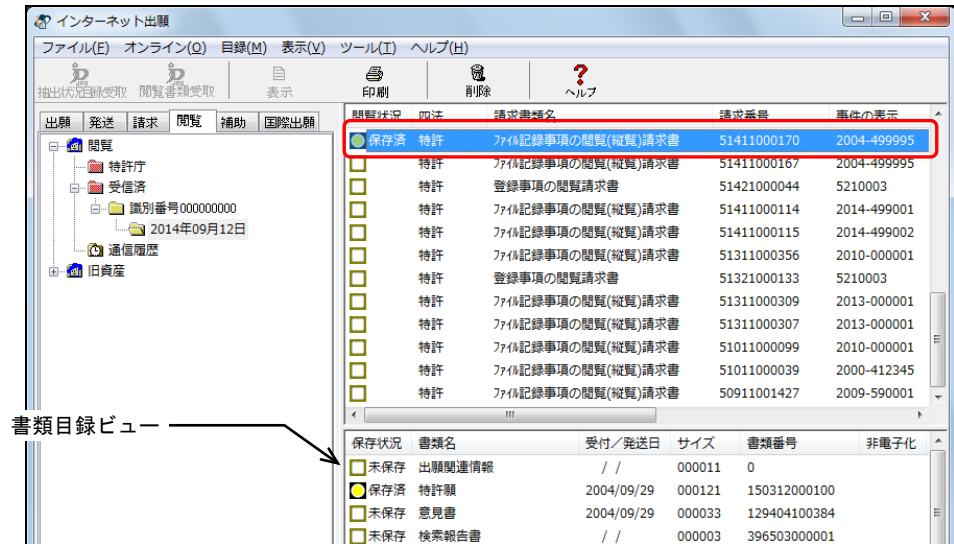 インターネット出願
ファイル(F) オンライン(O) 目録(M) 表示(V) ツール(T) ヘルプ(H)
抽出状況目録受取 閲覧書類受取 表示 印刷 削除 ヘルプ
出願 発送 請求 閲覧 補助 国際出願
閲覧
特許庁
受信済
識別番号000000000
2014年09月12日
通信履歴
旧資産
閲覧状況 四法 請求書類名 請求番号 事件の表示
保存済 特許 ファイル記録事項の閲覧(縦覧)請求書 51411000170 2004-499995
特許 ファイル記録事項の閲覧(縦覧)請求書 51411000167 2004-499995
特許 登録事項の閲覧請求書 51421000044 5210003
特許 ファイル記録事項の閲覧(縦覧)請求書 51411000114 2014-499001
特許 ファイル記録事項の閲覧(縦覧)請求書 51411000115 2014-499002
特許 ファイル記録事項の閲覧(縦覧)請求書 51311000356 2010-000001
特許 登録事項の閲覧請求書 51321000133 5210003
特許 ファイル記録事項の閲覧(縦覧)請求書 51311000309 2013-000001
特許 ファイル記録事項の閲覧(縦覧)請求書 51311000307 2013-000001
特許 ファイル記録事項の閲覧(縦覧)請求書 51011000099 2010-000001
特許 ファイル記録事項の閲覧(縦覧)請求書 51011000039 2000-412345
特許 ファイル記録事項の閲覧(縦覧)請求書 50911001427 2009-590001
書類目録ビュー
保存状況 書類名 受付/発送日 サイズ 書類番号 非電子化
未保存 出願関連情報 / / 000011 0
保存済 特許願 2004/09/29 000121 150312000100
未保存 意見書 2004/09/29 000033 129404100384
未保存 検索報告書 / / 000003 396503000001